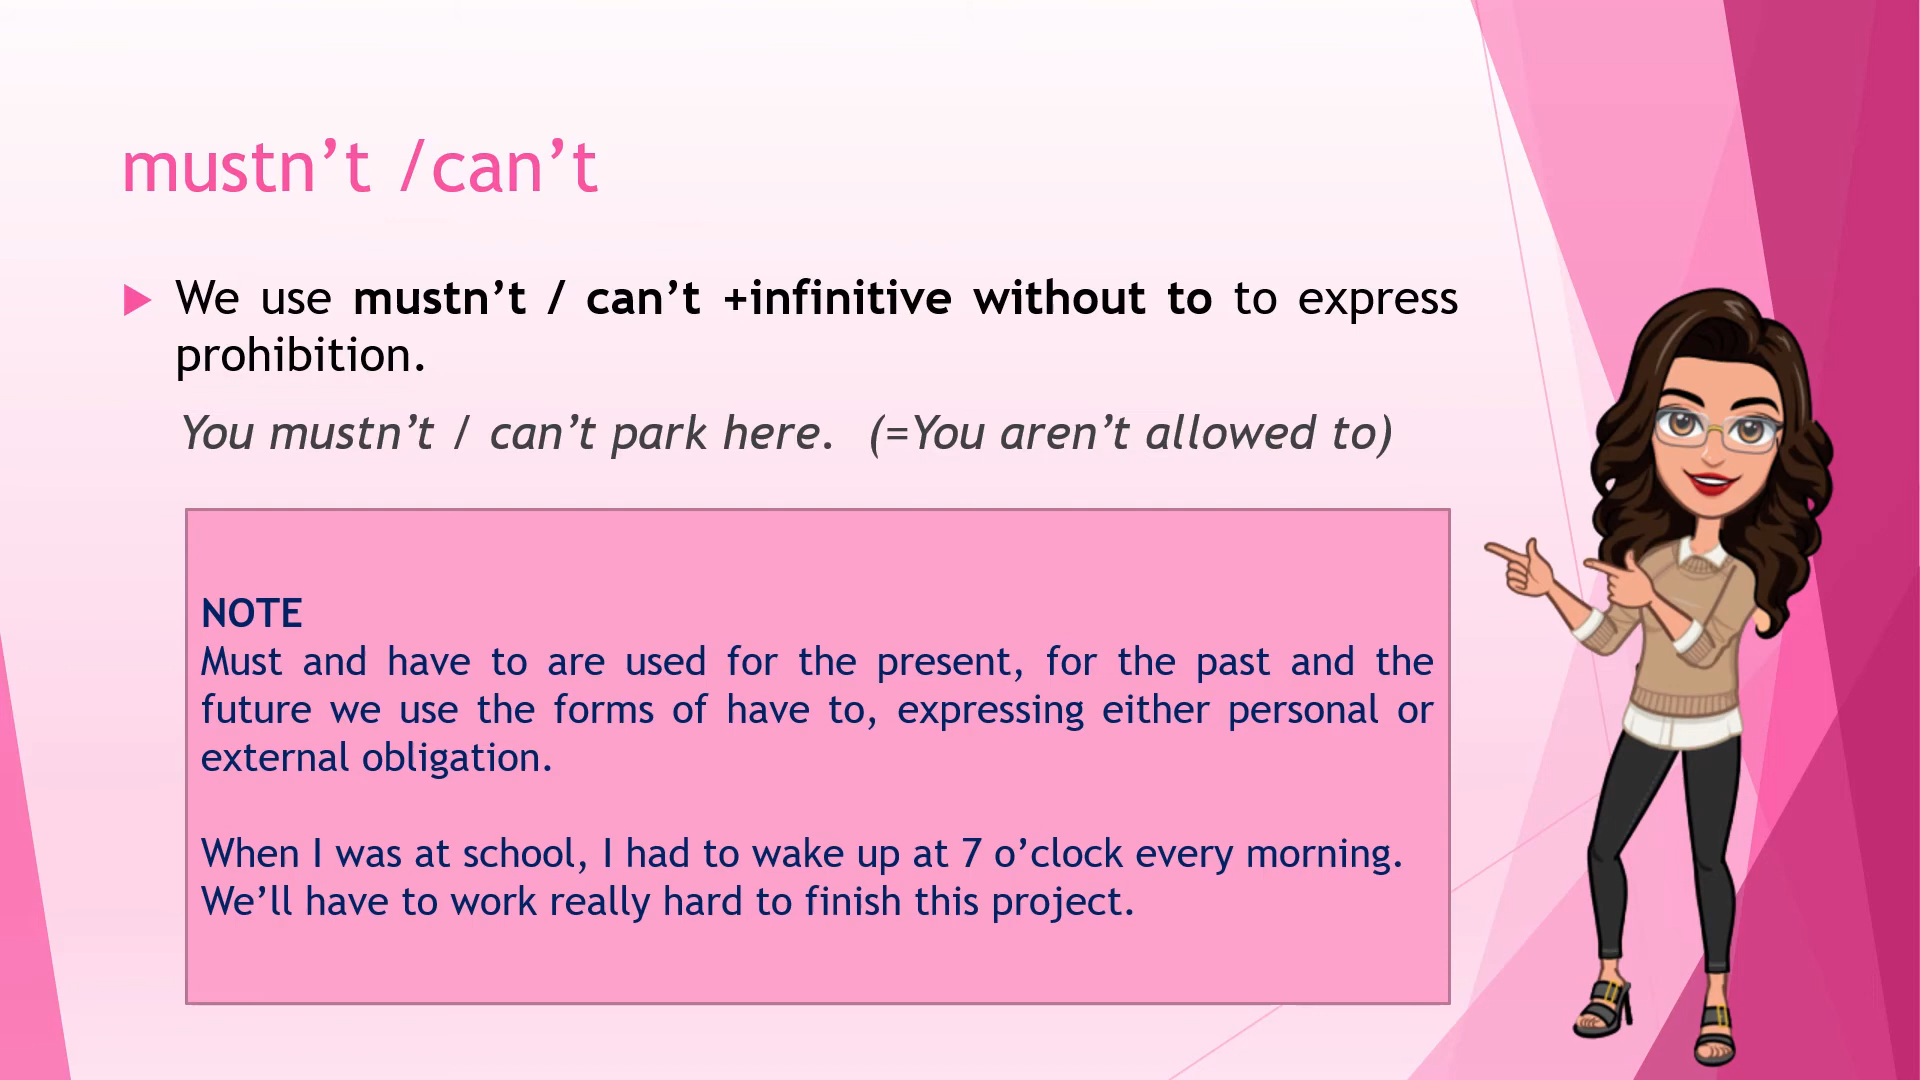 mustn’t /can’t
We use mustn’t / can’t +infinitive without to to express
prohibition.
You mustn’t / can’t park here. (=You aren’t allowed to)
NOTE
Must and have to are used for the present, for the past and the
future we use the forms of have to, expressing either personal or
external obligation.
When I was at school, I had to wake up at 7 o’clock every morning.
We’ll have to work really hard to finish this project.